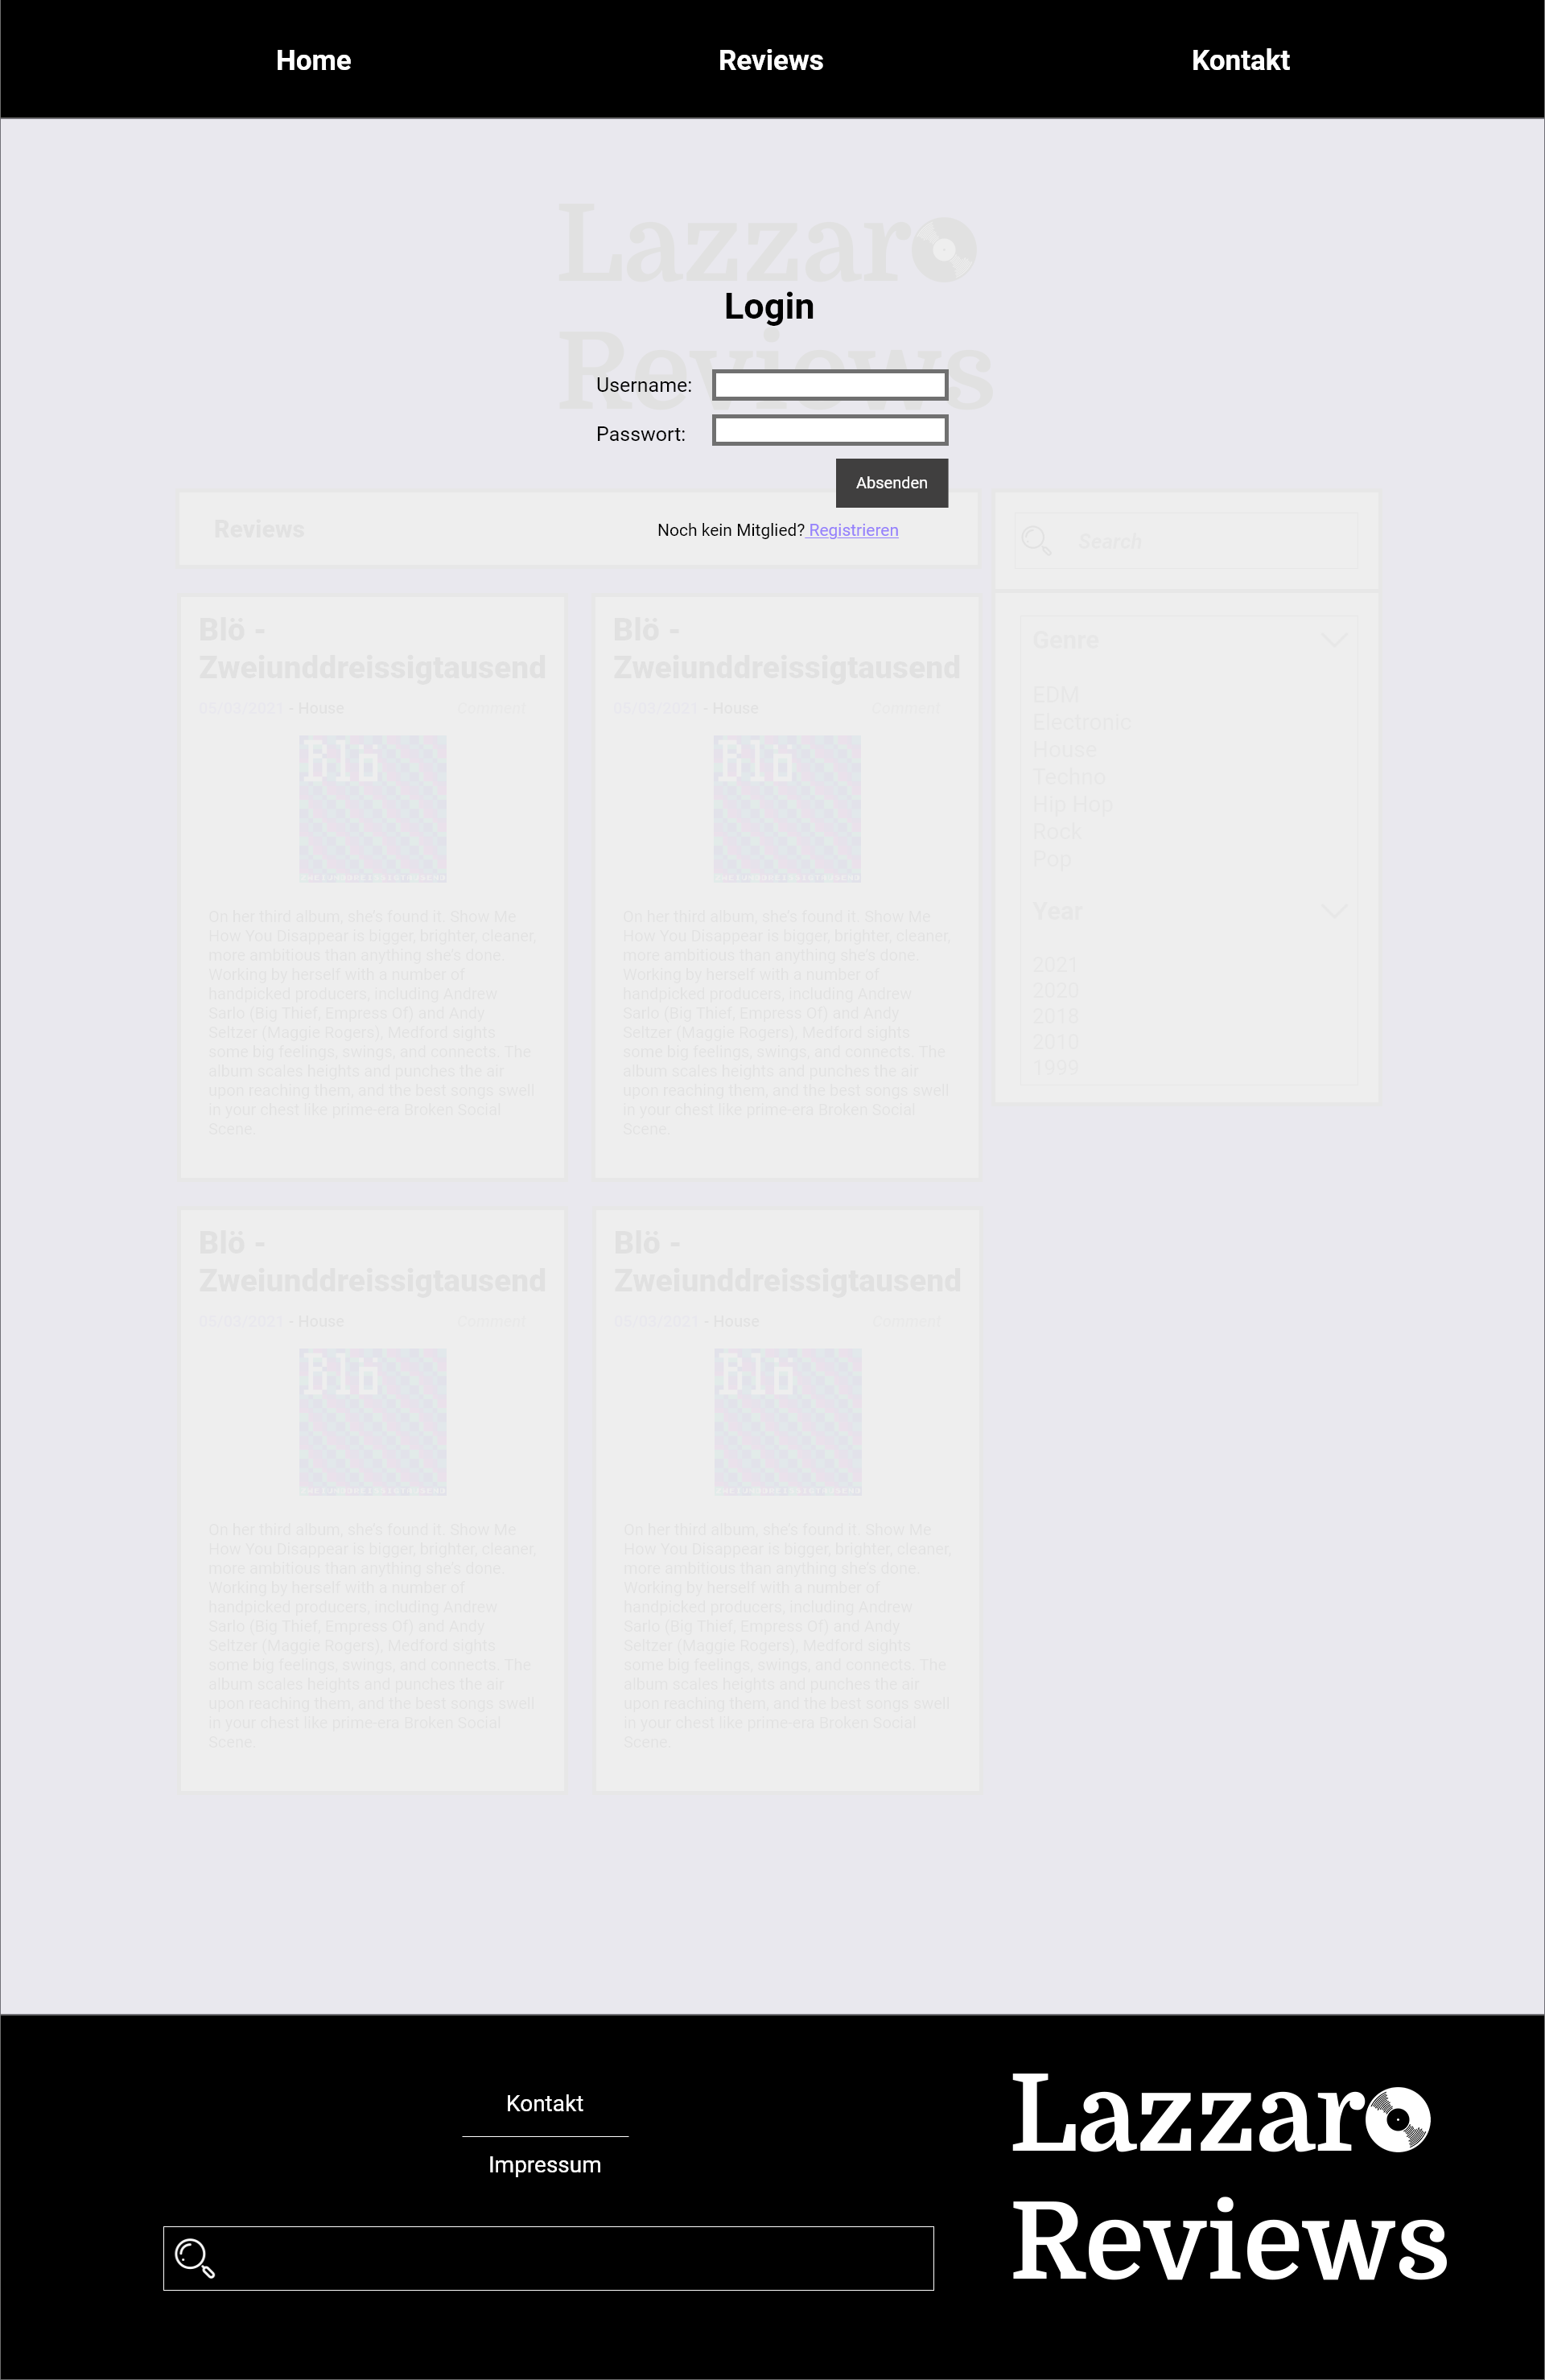 Home Reviews Kontakt
Lazzaro
Login
Reviews
Username:
Passwort:
Absenden
Noch kein Mitglied? Registrieren
Reviews
Search
Blö -
Zweiunddreissigtausend
05/03/2021 - House Comment
Blö
On her third album, she's found it. Show Me
How You Disappear is bigger, brighter, cleaner,
more ambitious than anything she's done.
Working by herself with a number of
handpicked producers, including Andrew
Sarlo (Big Thief, Empress Of) and Andy
Seltzer (Maggie Rogers), Medford sights
some big feelings, swings, and connects. The
album scales heights and punches the air
upon reaching them, and the best songs swell
in your chest like prime-era Broken Social
Scene.
Blö -
Zweiunddreissigtausend
05/03/2021 - House Comment
Blö
On her third album, she's found it. Show Me
How You Disappear is bigger, brighter, cleaner,
more ambitious than anything she's done.
Working by herself with a number of
handpicked producers, including Andrew
Sarlo (Big Thief, Empress Of) and Andy
Seltzer (Maggie Rogers), Medford sights
some big feelings, swings, and connects. The
album scales heights and punches the air
upon reaching them, and the best songs swell
in your chest like prime-era Broken Social
Scene.
Genre
EDM
Electronic
House
Techno
Hip Hop
Rock
Pop
Year
2021
2020
2018
2010
1999
Blö -
Zweiunddreissigtausend
05/03/2021 - House Comment
Blö
On her third album, she's found it. Show Me
How You Disappear is bigger, brighter, cleaner,
more ambitious than anything she's done.
Working by herself with a number of
handpicked producers, including Andrew
Sarlo (Big Thief, Empress Of) and Andy
Seltzer (Maggie Rogers), Medford sights
some big feelings, swings, and connects. The
album scales heights and punches the air
upon reaching them, and the best songs swell
in your chest like prime-era Broken Social
Scene.
Blö -
Zweiunddreissigtausend
05/03/2021 - House Comment
Blö
On her third album, she's found it. Show Me
How You Disappear is bigger, brighter, cleaner,
more ambitious than anything she's done.
Working by herself with a number of
handpicked producers, including Andrew
Sarlo (Big Thief, Empress Of) and Andy
Seltzer (Maggie Rogers), Medford sights
some big feelings, swings, and connects. The
album scales heights and punches the air
upon reaching them, and the best songs swell
in your chest like prime-era Broken Social
Scene.
Kontakt
Impressum
Lazzaro
Reviews